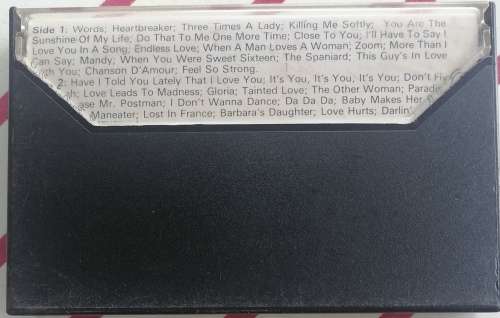 Side 1: Words; Heartbreaker; Three Times A Lady; Killing Me Softly; You Are The
Sunshine Of My Life; Do That To Me One More Time; Close To You; I'll Have To Say I
Love You In A Song; Endless Love; When A Man Loves A Woman; Zoom; More Than I
Can Say; Mandy; When You Were Sweet Sixteen; The Spaniard; This Guy's In Love
With You; Chanson D'Amour; Feel So Strong.
2: Have I Told You Lately That I Love You; It's You, It's You, It's You; Don't
Love Leads To Madness; Gloria; Tainted Love; The Other Woman;
Mr. Postman; I Don't Wanna Dance; Da Da Da; Baby Makes Her
Maneater; Lost In France; Barbara's Daughter; Love Hurts; Darlin'